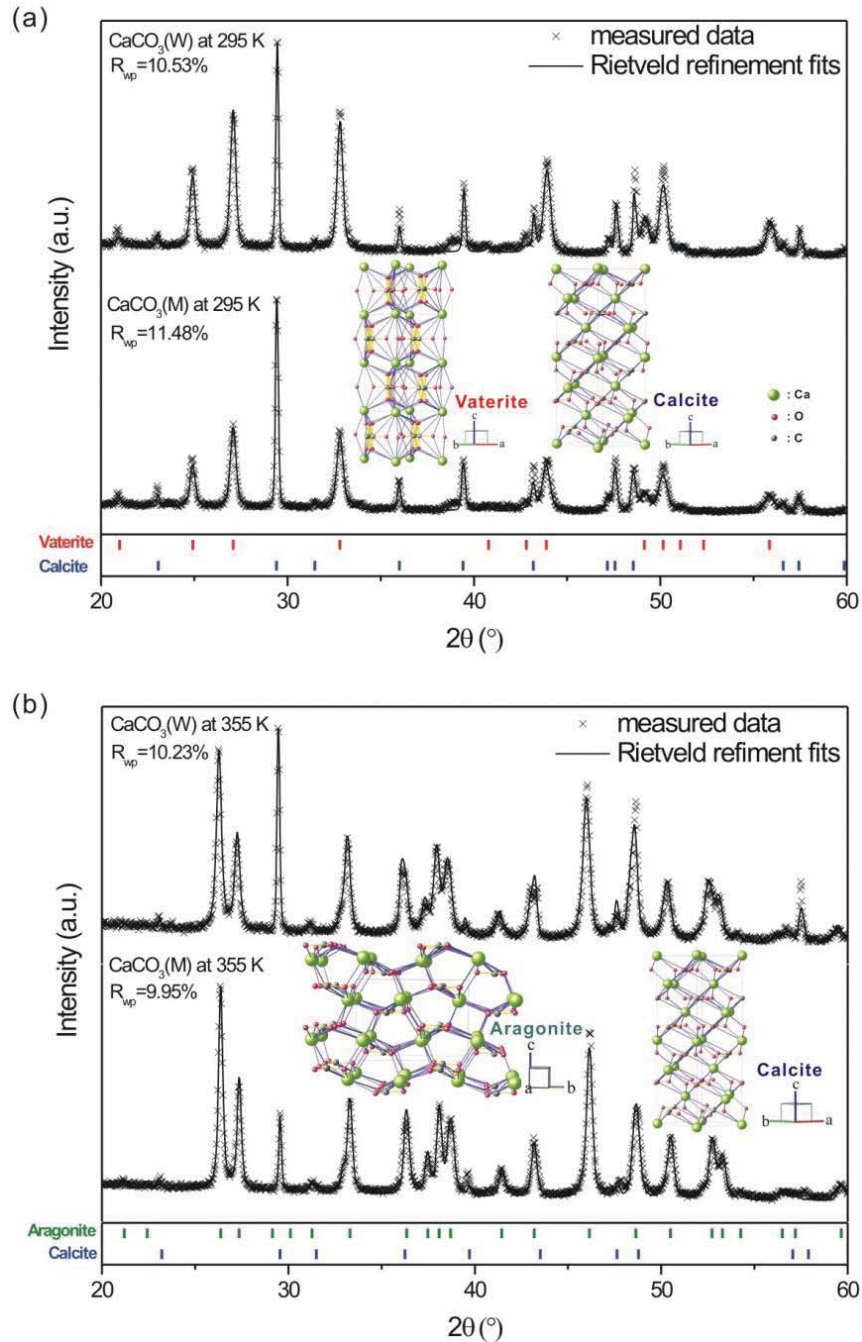 (a)
CaCO3(W) at 295 K
Rwp=10.53%
× measured data
— Rietveld refinement fits
CaCO3(M) at 295 K
Rwp=11.48%
Vaterite
c
b
a
Calcite
c
b
a
: Ca
: O
: C
Intensity (a.u.)
Vaterite
Calcite
20 30 40 50 60
2θ (°)
(b)
CaCO3(W) at 355 K
Rwp=10.23%
× measured data
— Rietveld refiment fits
CaCO3(M) at 355 K
Rwp=9.95%
Aragonite
c
a
b
Calcite
c
b
a
Intensity (a.u.)
Aragonite
Calcite
20 30 40 50 60
2θ (°)